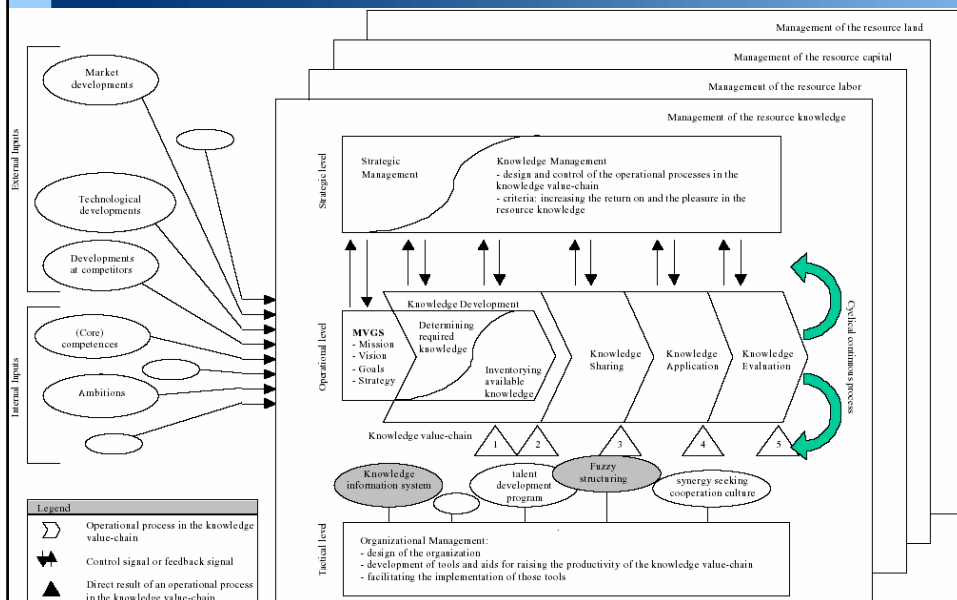 Management of the resource land
Management of the resource capital
Management of the resource labor
Management of the resource knowledge
External Inputs
Market
developments
Technological
developments
Developments
at competitors
Internal Inputs
(Core)
competences
Ambitions
Strategic level
Strategic
Management
Knowledge Management
- design and control of the operational processes in the
knowledge value-chain
- criteria: increasing the return on and the pleasure in the
resource knowledge
Operational level
Knowledge Development
MVGS
- Mission
- Vision
- Goals
- Strategy
Determining
required
knowledge
Inventorying
available
knowledge
Knowledge
Sharing
Knowledge
Application
Knowledge
Evaluation
Cyclical continuous process
Knowledge value-chain
1
2
3
4
5
Knowledge
information system
talent
development
program
Fuzzy
structuring
synergy seeking
cooperation culture
Tactical level
Organizational Management:
- design of the organization
- development of tools and aids for raising the productivity of the knowledge value-chain
- facilitating the implementation of those tools
Legend
Operational process in the knowledge
value-chain
Control signal or feedback signal
Direct result of an operational process
in the knowledge value-chain